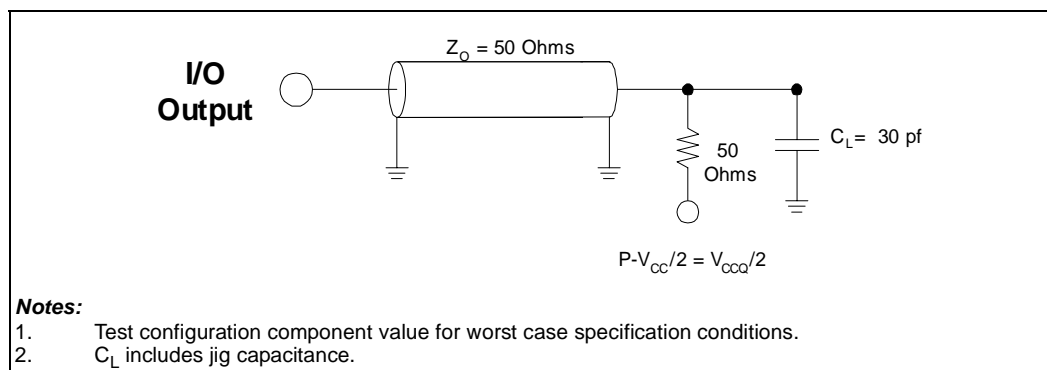 Z_O = 50 Ohms
I/O
Output
50
Ohms
C_L= 30 pf
P-V_CC/2 = V_CCQ/2
Notes:
1. Test configuration component value for worst case specification conditions.
2. C_L includes jig capacitance.